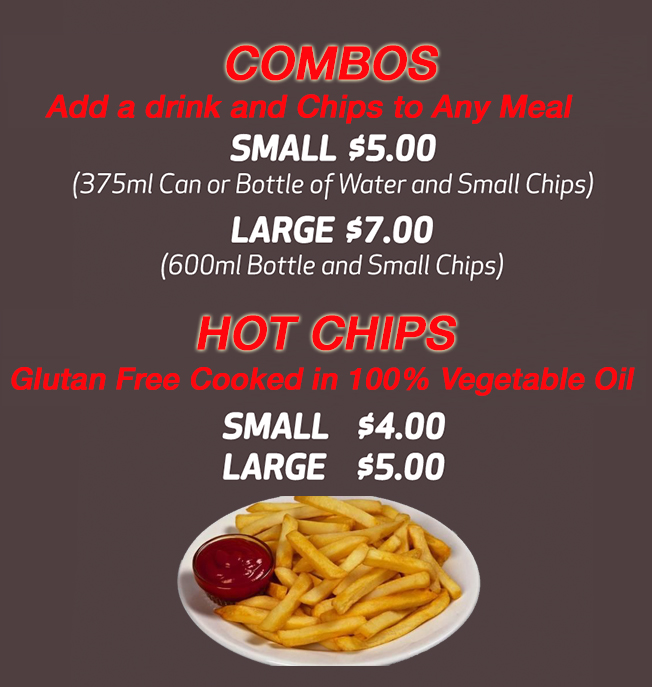 COMBOS
Add a drink and Chips to Any Meal
SMALL $5.00
(375ml Can or Bottle of Water and Small Chips)
LARGE $7.00
(600ml Bottle and Small Chips)
HOT CHIPS
Glutan Free Cooked in 100% Vegetable Oil
SMALL $4.00
LARGE $5.00